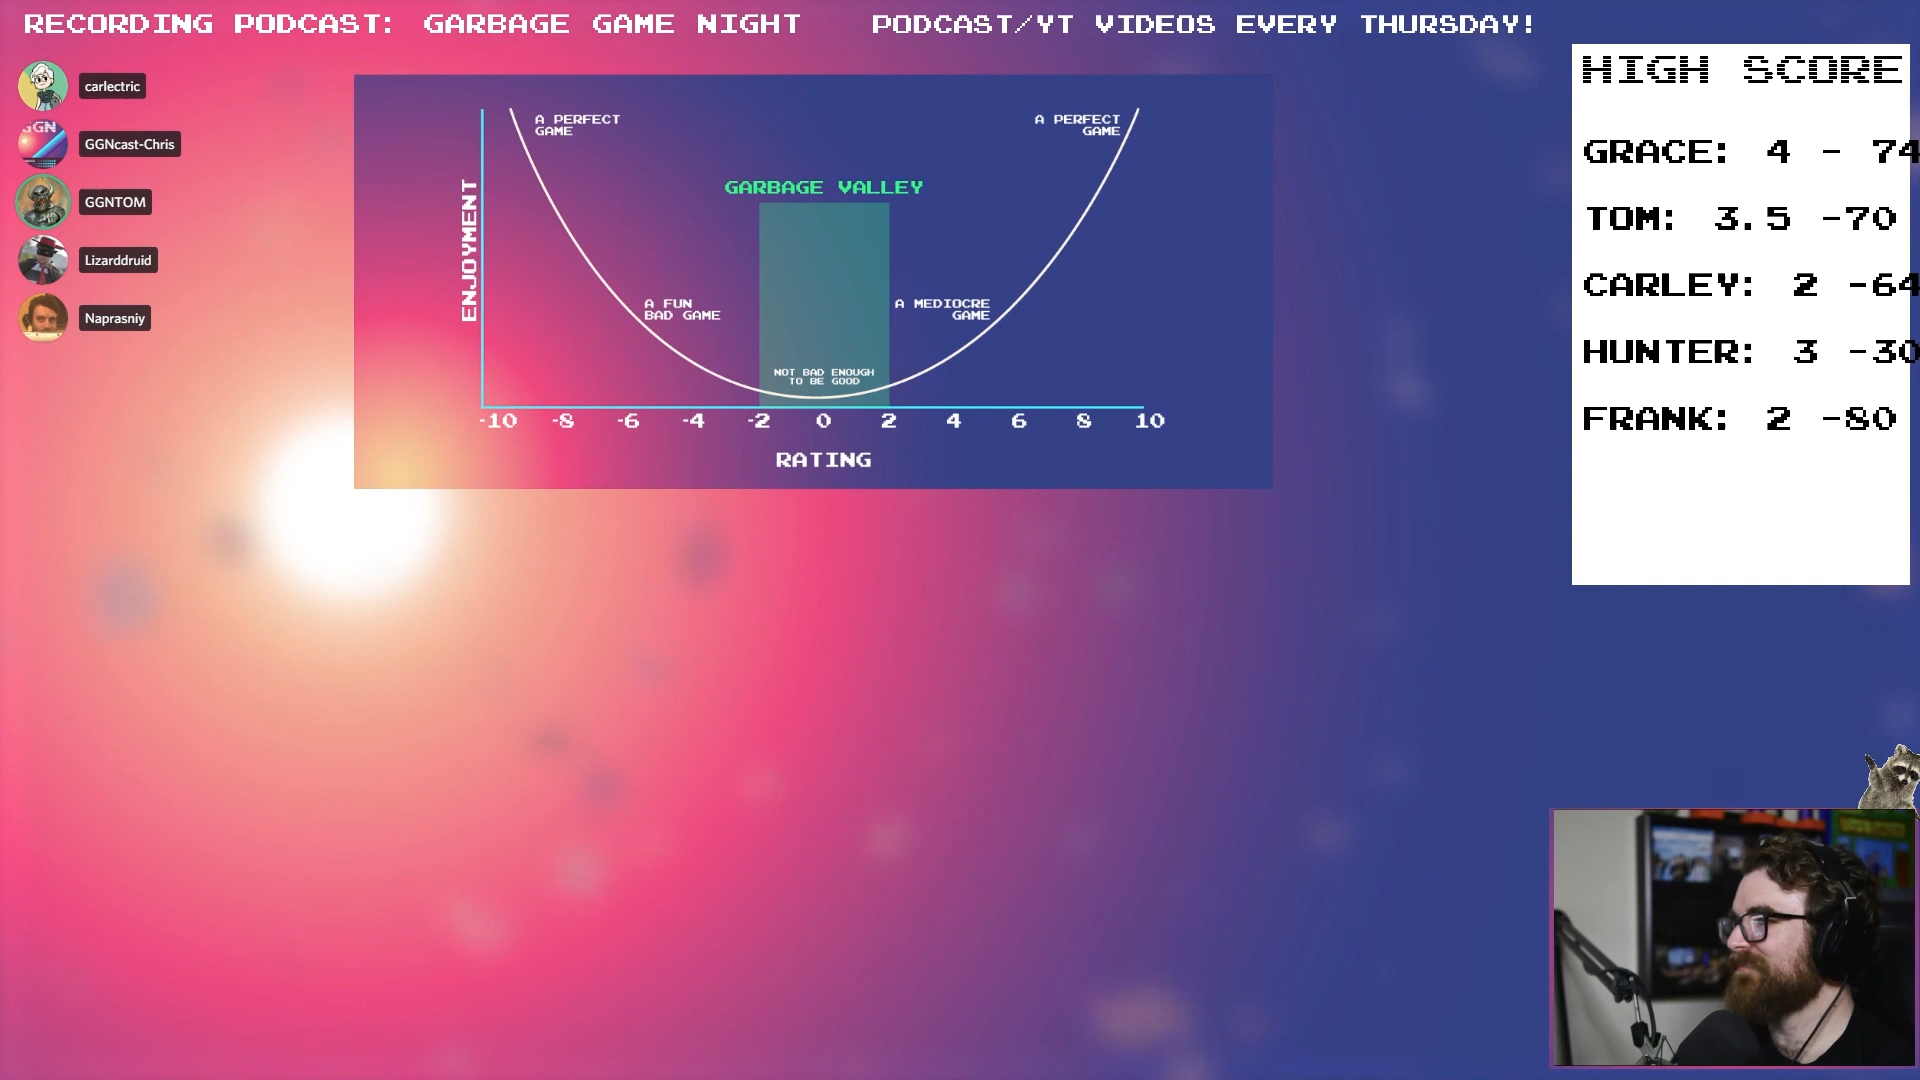 RECORDING PODCAST: GARBAGE GAME NIGHT PODCAST/YT VIDEOS EVERY THURSDAY!
carlectric
GGN
GGNcast-Chris
GGNTOM
Lizarddruid
Naprasniy
A PERFECT
GAME
A PERFECT
GAME
GARBAGE VALLEY
ENJOYMENT
A FUN
BAD GAME
A MEDIOCRE
GAME
NOT BAD ENOUGH
TO BE GOOD
-10 -8 -6 -4 -2 0 2 4 6 8 10
RATING
HIGH SCORE
GRACE: 4 - 74
TOM: 3.5 -70
CARLEY: 2 -64
HUNTER: 3 -30
FRANK: 2 -80